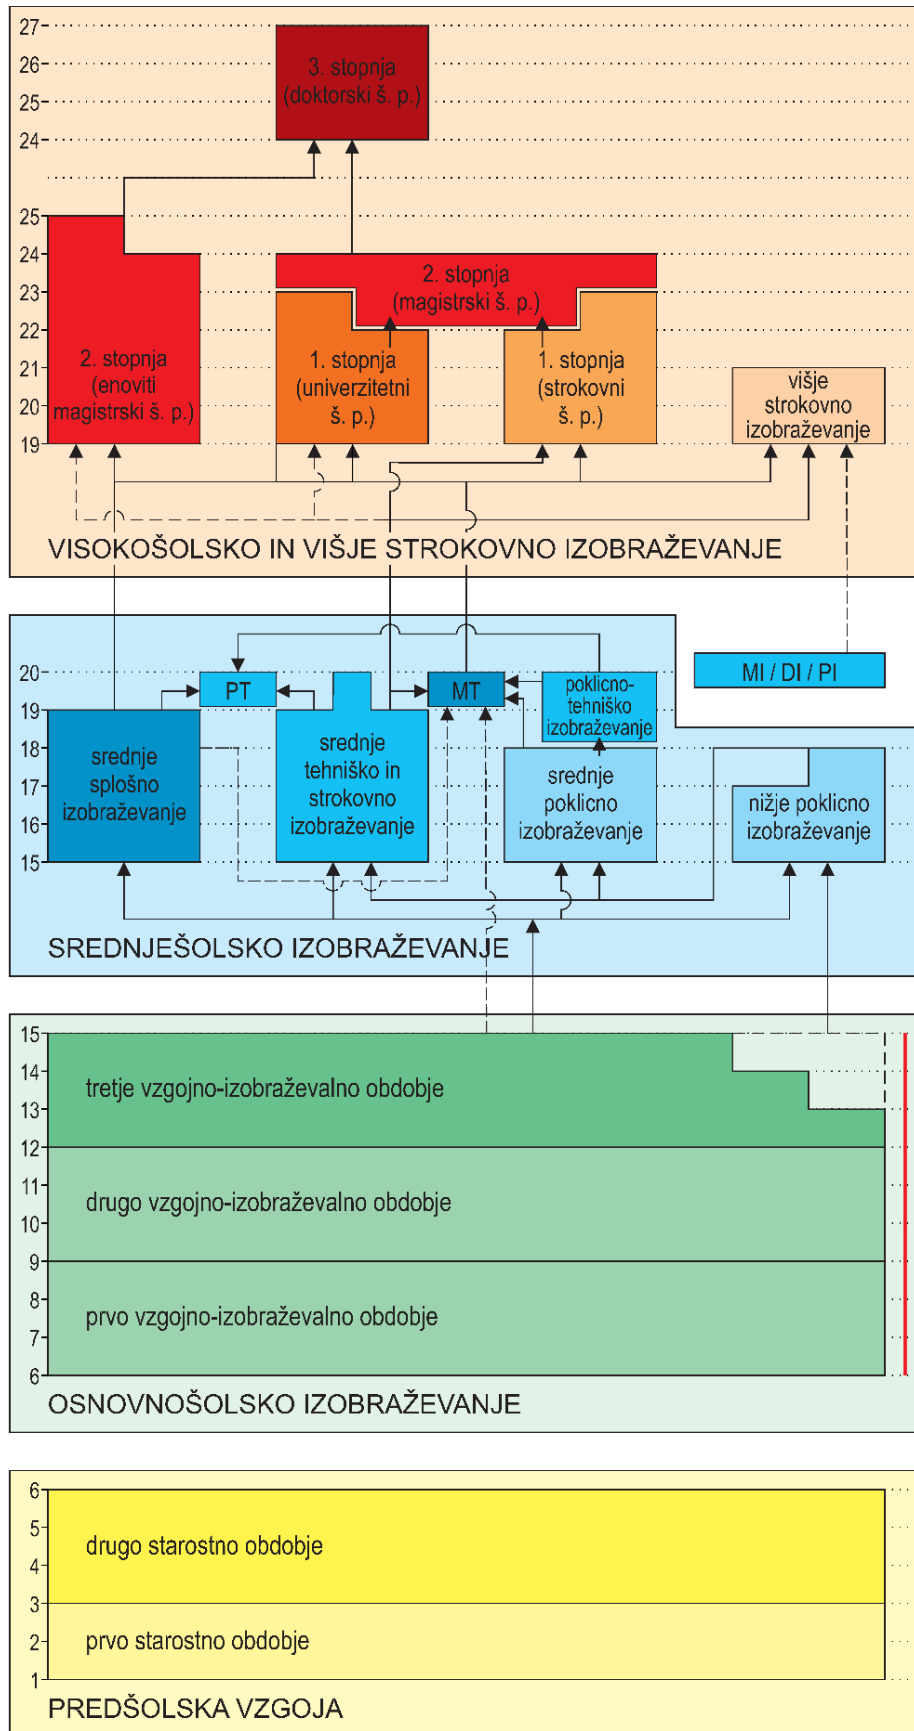 27
26
25
24
25
24
23
22
21
20
19
3. stopnja
(doktorski š. p.)
2. stopnja
(magistrski š. p.)
2. stopnja
(enoviti
magistrski š. p.)
1. stopnja
(univerzitetni
š. p.)
1. stopnja
(strokovni
š. p.)
višje
strokovno
izobraževanje
VISOKOŠOLSKO IN VIŠJE STROKOVNO IZOBRAŽEVANJE
20
19
18
17
16
15
PT
MT
poklicno-
tehniško
izobraževanje
MI / DI / PI
srednje
splošno
izobraževanje
srednje
tehniško in
strokovno
izobraževanje
srednje
poklicno
izobraževanje
nižje poklicno
izobraževanje
SREDNJEŠOLSKO IZOBRAŽEVANJE
15
14
13
12
11
10
9
8
7
6
tretje vzgojno-izobraževalno obdobje
drugo vzgojno-izobraževalno obdobje
prvo vzgojno-izobraževalno obdobje
OSNOVNOŠOLSKO IZOBRAŽEVANJE
6
5
4
3
2
1
drugo starostno obdobje
prvo starostno obdobje
PREDŠOLSKA VZGOJA